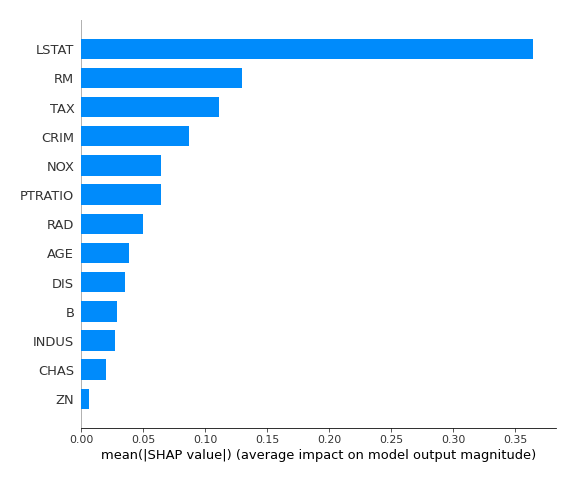 LSTAT
RM
TAX
CRIM
NOX
PTRATIO
RAD
AGE
DIS
B
INDUS
CHAS
ZN
0.00 0.05 0.10 0.15 0.20 0.25 0.30 0.35
mean(|SHAP value|) (average impact on model output magnitude)